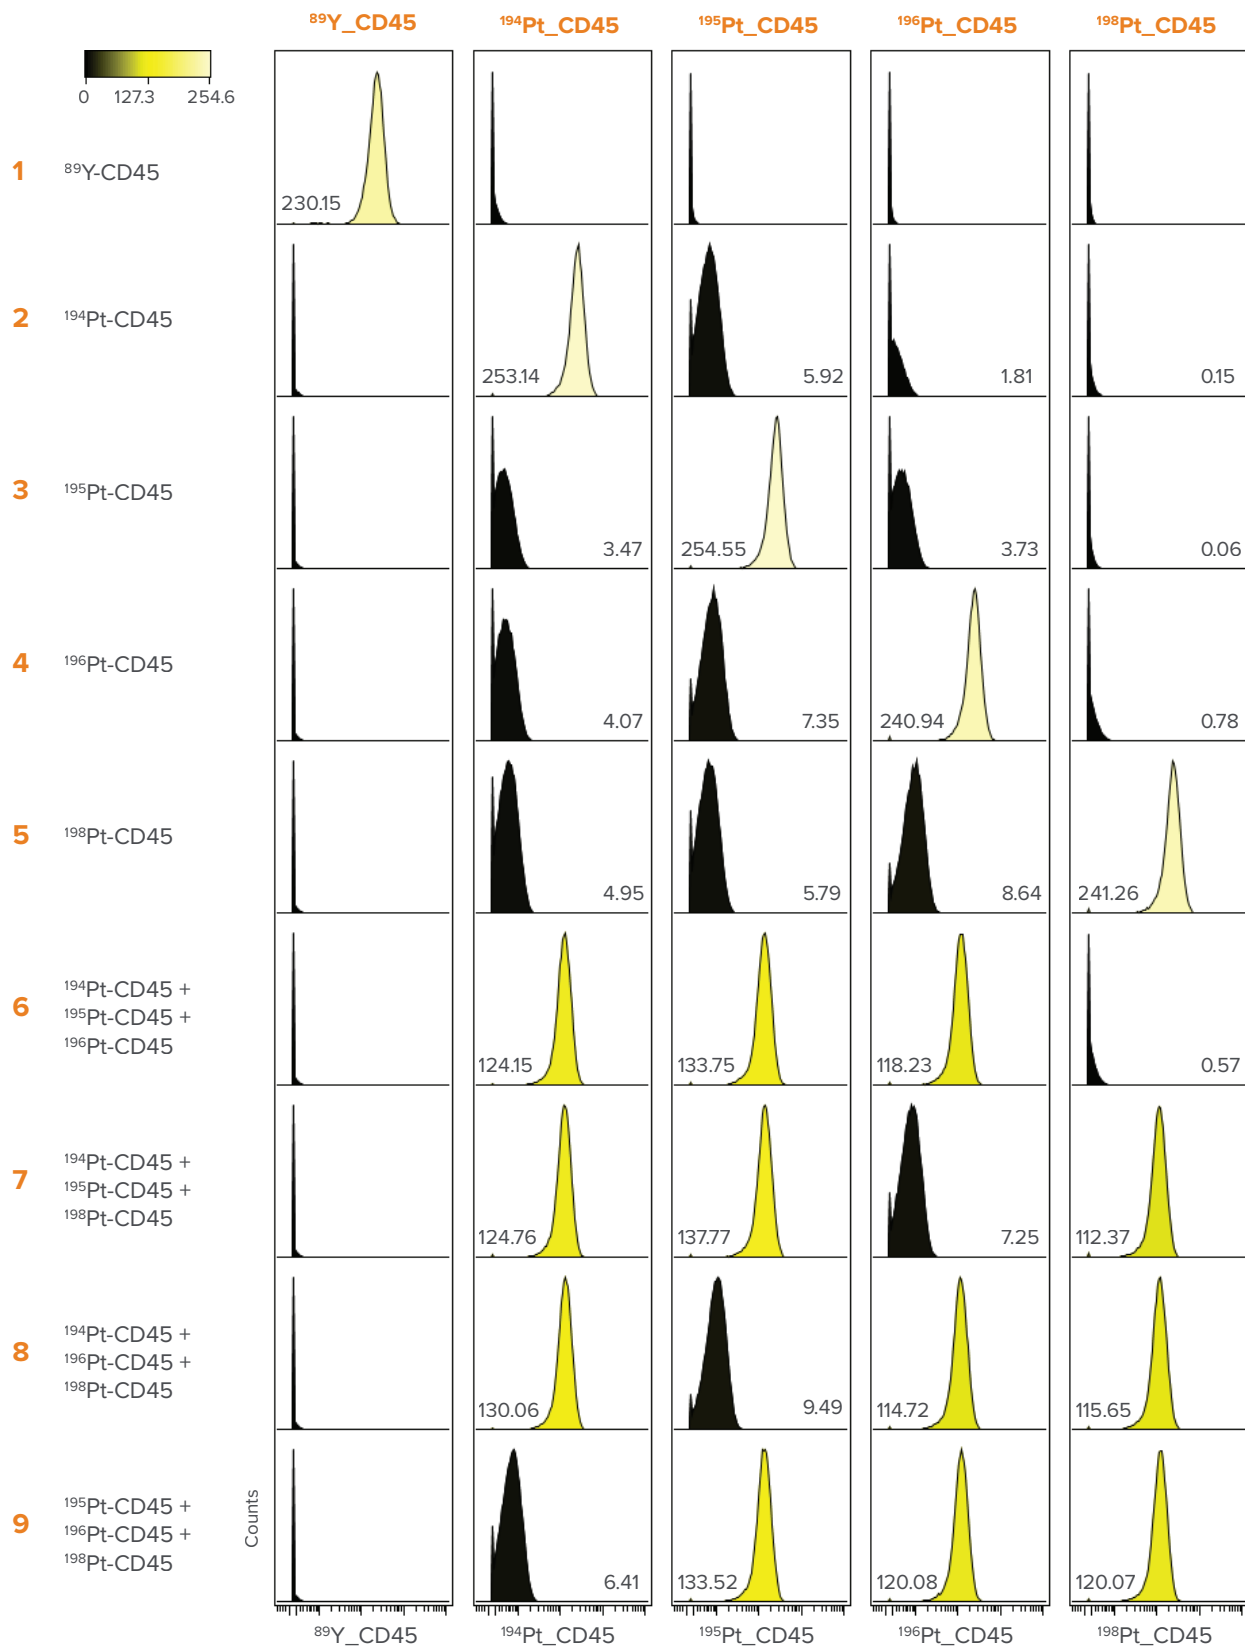 ⁸⁹Y_CD45 ¹⁹⁴Pt_CD45 ¹⁹⁵Pt_CD45 ¹⁹⁶Pt_CD45 ¹⁹⁸Pt_CD45
0 127.3 254.6
1 ⁸⁹Y-CD45
230.15
2 ¹⁹⁴Pt-CD45
253.14 5.92 1.81 0.15
3 ¹⁹⁵Pt-CD45
3.47 254.55 3.73 0.06
4 ¹⁹⁶Pt-CD45
4.07 7.35 240.94 0.78
5 ¹⁹⁸Pt-CD45
4.95 5.79 8.64 241.26
6
¹⁹⁴Pt-CD45 +
¹⁹⁵Pt-CD45 +
¹⁹⁶Pt-CD45
124.15 133.75 118.23 0.57
7
¹⁹⁴Pt-CD45 +
¹⁹⁵Pt-CD45 +
¹⁹⁸Pt-CD45
124.76 137.77 7.25 112.37
8
¹⁹⁴Pt-CD45 +
¹⁹⁶Pt-CD45 +
¹⁹⁸Pt-CD45
130.06 9.49 114.72 115.65
9
¹⁹⁵Pt-CD45 +
¹⁹⁶Pt-CD45 +
¹⁹⁸Pt-CD45
Counts
6.41 133.52 120.08 120.07
⁸⁹Y_CD45 ¹⁹⁴Pt_CD45 ¹⁹⁵Pt_CD45 ¹⁹⁶Pt_CD45 ¹⁹⁸Pt_CD45